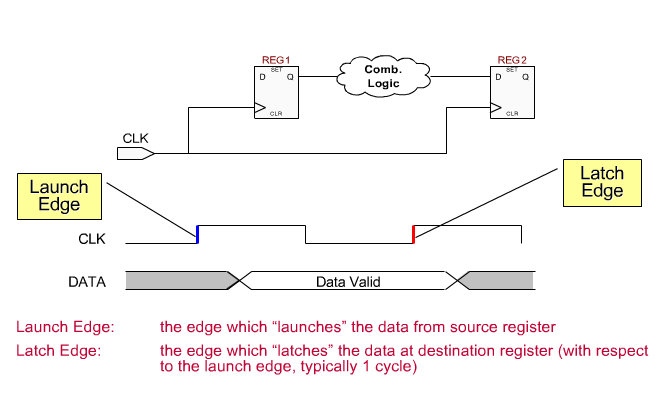 REG1
REG2
SET
SET
D Q
Comb.
Logic
D Q
CLR
CLR
CLK
Launch
Edge
Latch
Edge
CLK
DATA
Data Valid
Launch Edge: the edge which “launches” the data from source register
Latch Edge: the edge which “latches” the data at destination register (with respect
to the launch edge, typically 1 cycle)